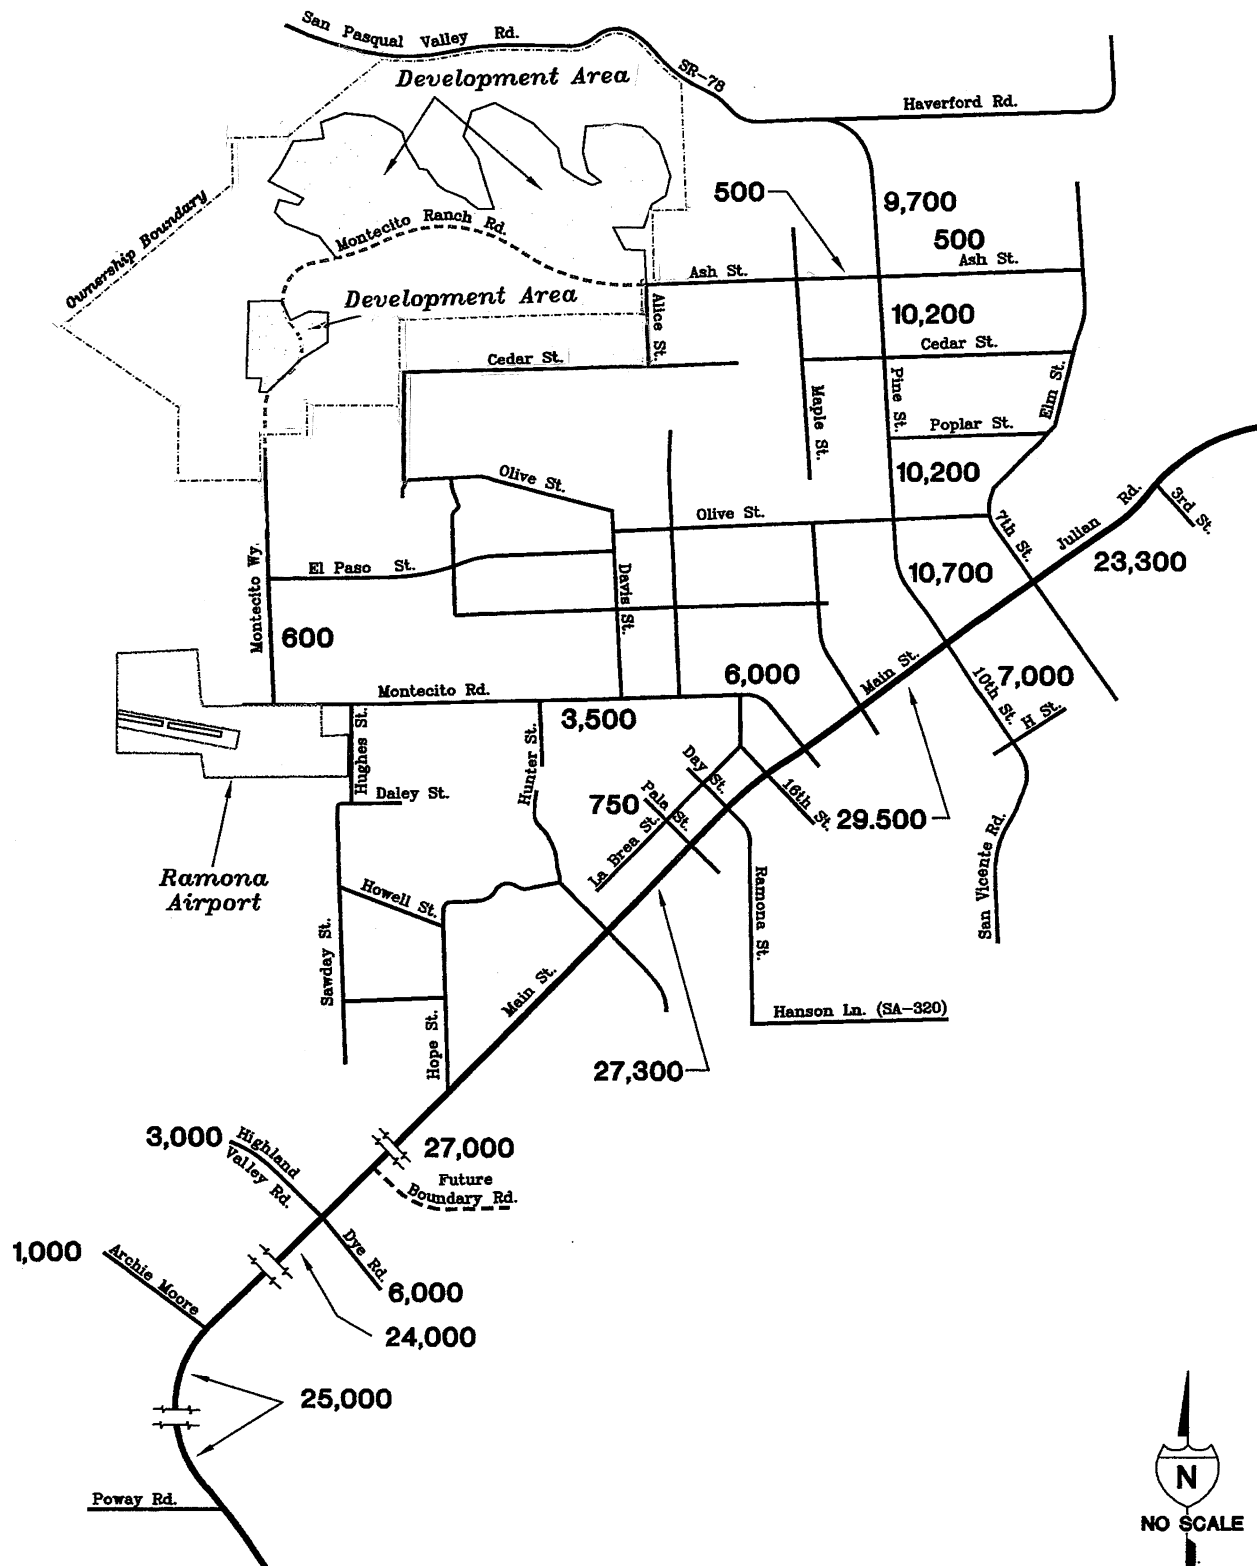 San Pasqual Valley Rd.
Development Area
SR-78
Haverford Rd.
Ownership Boundary
500
9,700
500
Montecito Ranch Rd.
Ash St.
Ash St.
Development Area
Alice St.
10,200
Cedar St.
Cedar St.
Maple St.
Pine St.
Elm St.
Poplar St.
10,200
Olive St.
Olive St.
7th St.
Julian Rd.
3rd St.
23,300
El Paso St.
Montecito Wy.
Davis St.
10,700
600
Main St.
10th St.
7,000
H St.
6,000
Montecito Rd.
3,500
Hughes St.
Hunter St.
Day St.
Pala St.
750
16th St.
29.500
Daley St.
La Brea St.
Ramona
Airport
Howell St.
Ramona St.
San Vicente Rd.
Sawday St.
Main St.
Hanson Ln. (SA-320)
Hope St.
27,300
3,000
Highland
Valley Rd.
27,000
Future
Boundary Rd.
1,000
Archie Moore
Dye Rd.
6,000
24,000
25,000
Poway Rd.
N
NO SCALE